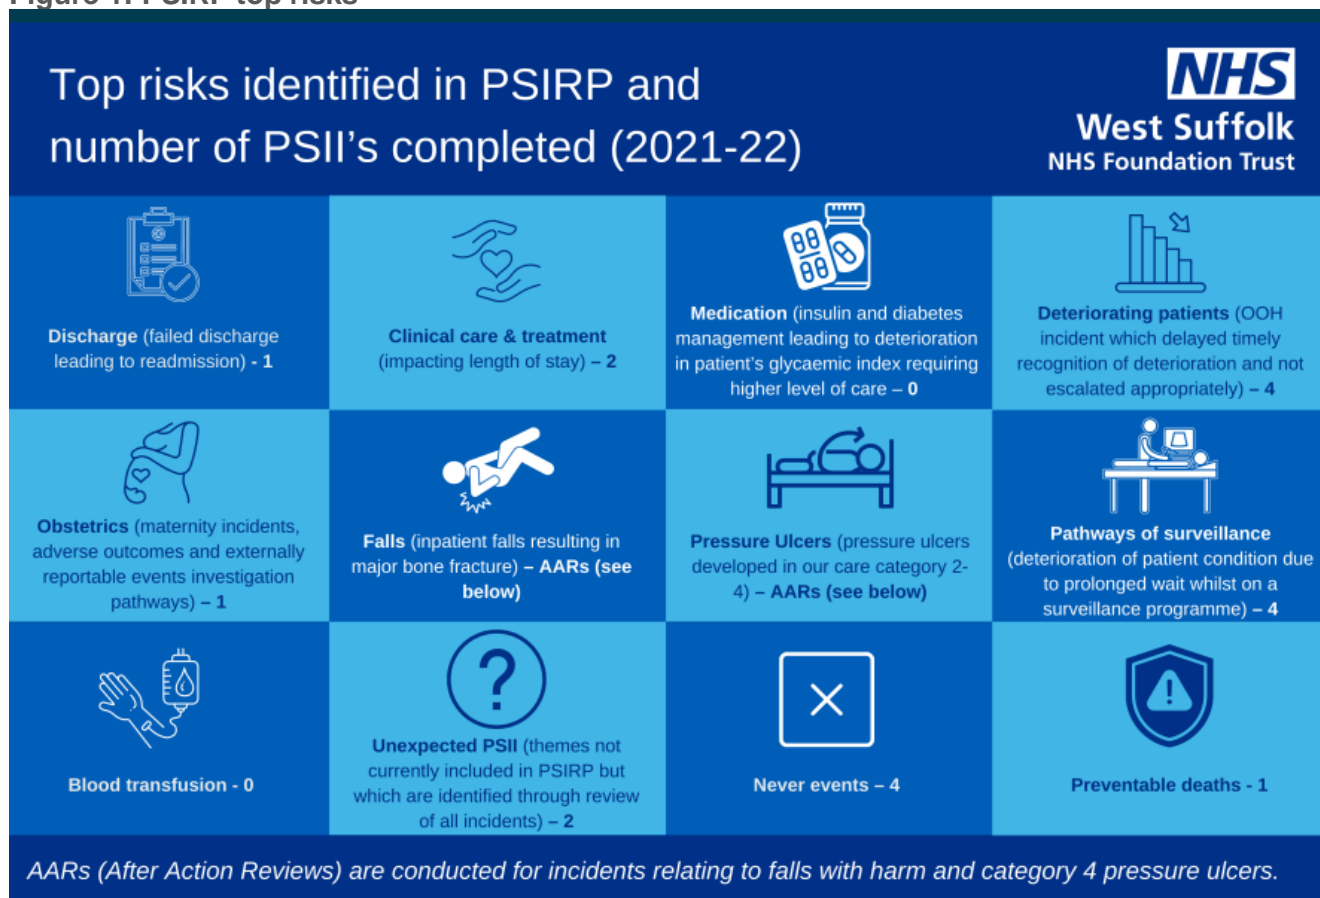 Figure 1: PSIRP top risks
Top risks identified in PSIRP and
number of PSII's completed (2021-22)
NHS
West Suffolk
NHS Foundation Trust
Discharge (failed discharge
leading to readmission) - 1
Clinical care & treatment
(impacting length of stay) – 2
Medication (insulin and diabetes
management leading to deterioration
in patient's glycaemic index requiring
higher level of care – 0
Deteriorating patients (OOH
incident which delayed timely
recognition of deterioration and not
escalated appropriately) – 4
Obstetrics (maternity incidents,
adverse outcomes and externally
reportable events investigation
pathways) – 1
Falls (inpatient falls resulting in
major bone fracture) – AARs (see
below)
Pressure Ulcers (pressure ulcers
developed in our care category 2-
4) – AARs (see below)
Pathways of surveillance
(deterioration of patient condition due
to prolonged wait whilst on a
surveillance programme) – 4
Blood transfusion - 0
Unexpected PSII (themes not
currently included in PSIRP but
which are identified through review
of all incidents) – 2
Never events – 4
Preventable deaths - 1
AARs (After Action Reviews) are conducted for incidents relating to falls with harm and category 4 pressure ulcers.